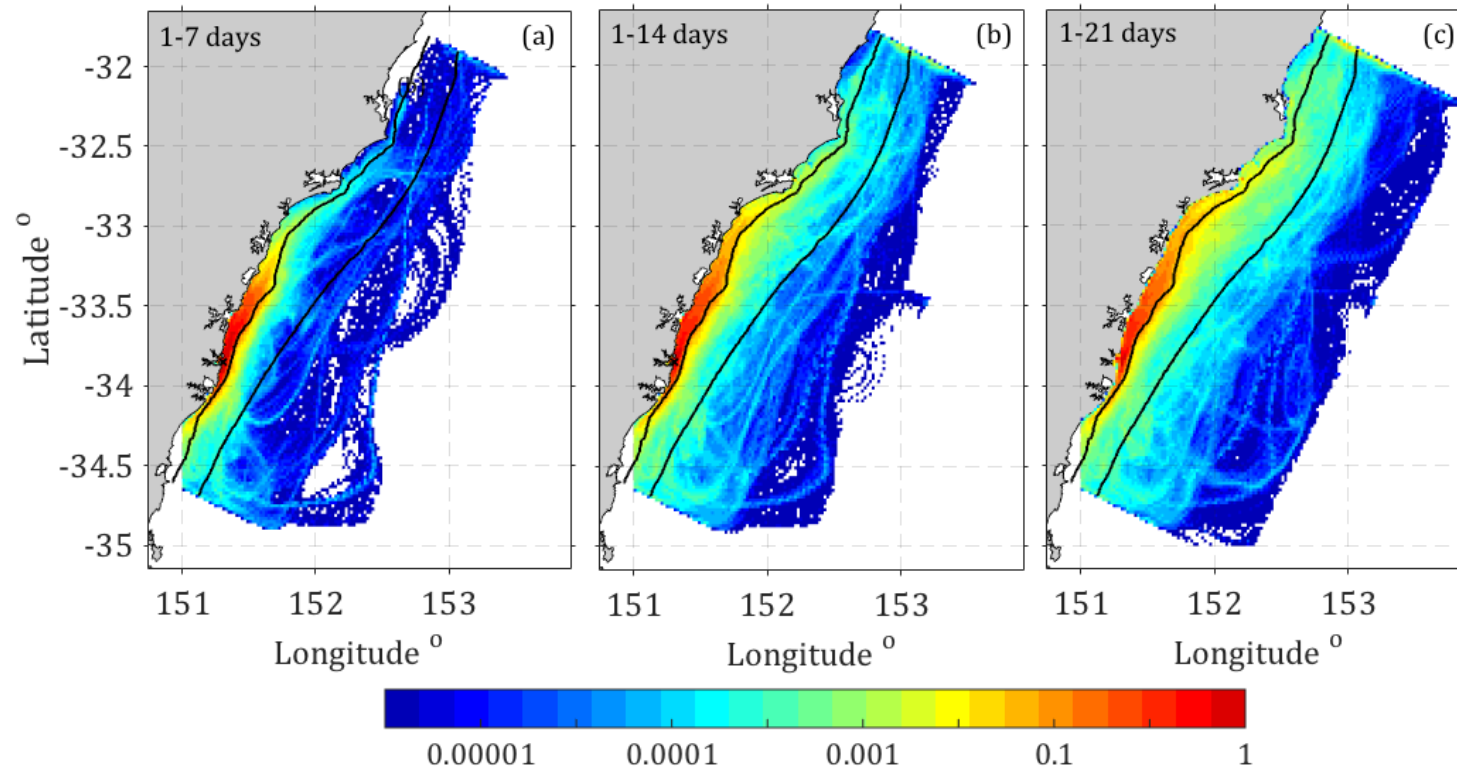 1-7 days
(a)
1-14 days
(b)
1-21 days
(c)
-32
-32.5
-33
-33.5
-34
-34.5
-35
Latitude °
151 152 153
151 152 153
151 152 153
Longitude °
Longitude °
Longitude °
0.00001 0.0001 0.001 0.1 1